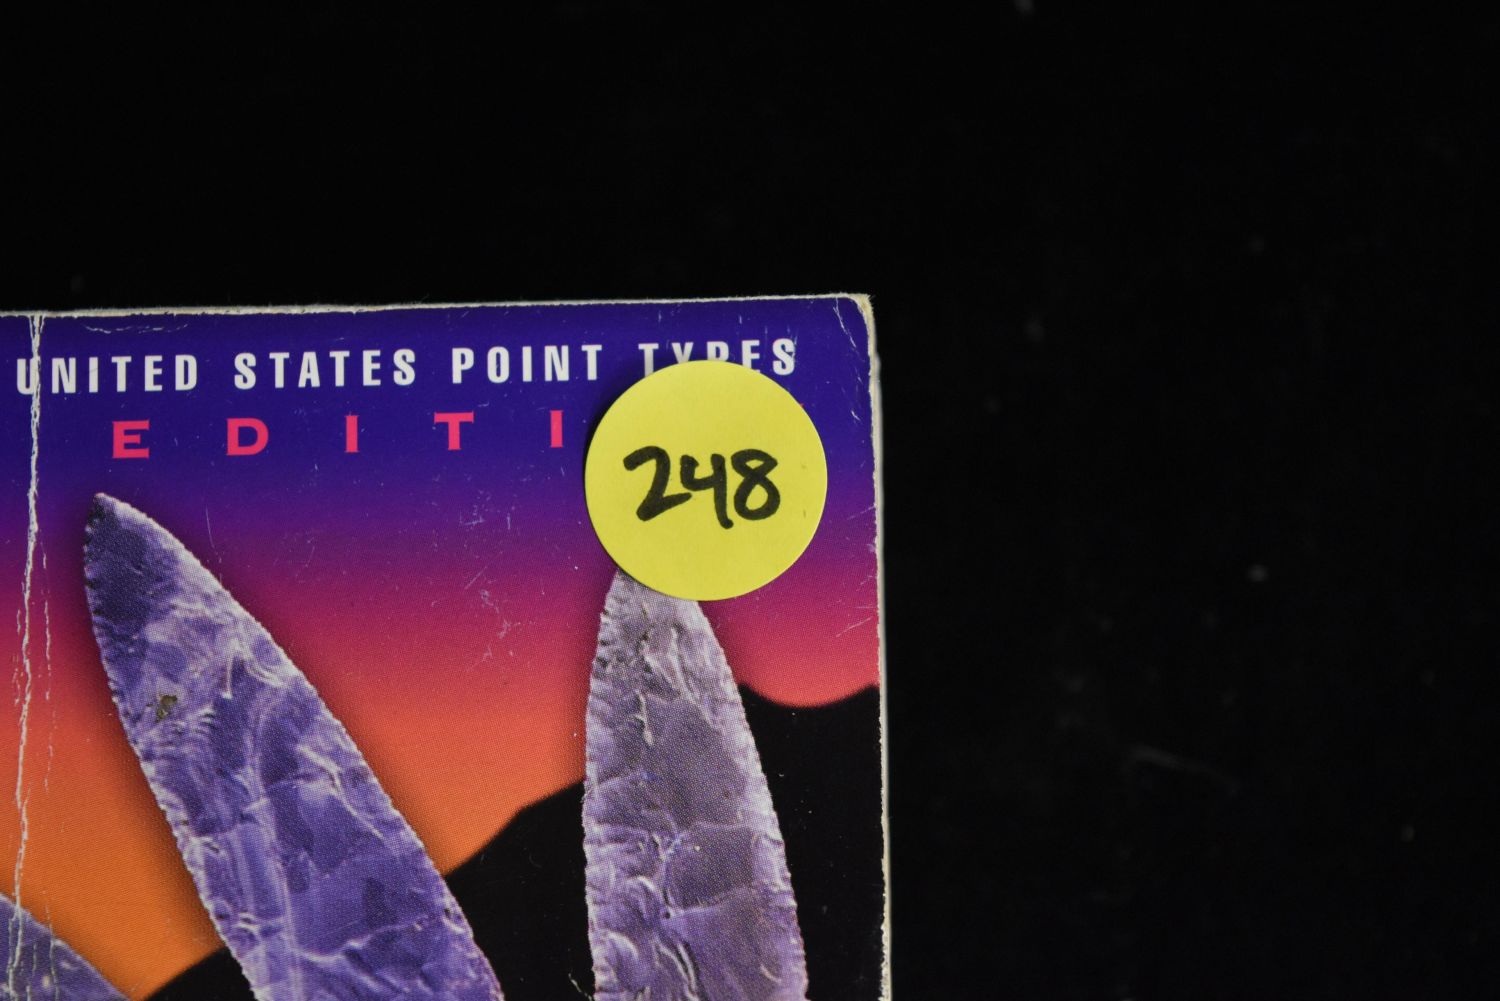 UNITED STATES POINT TYPES
EDITI
248